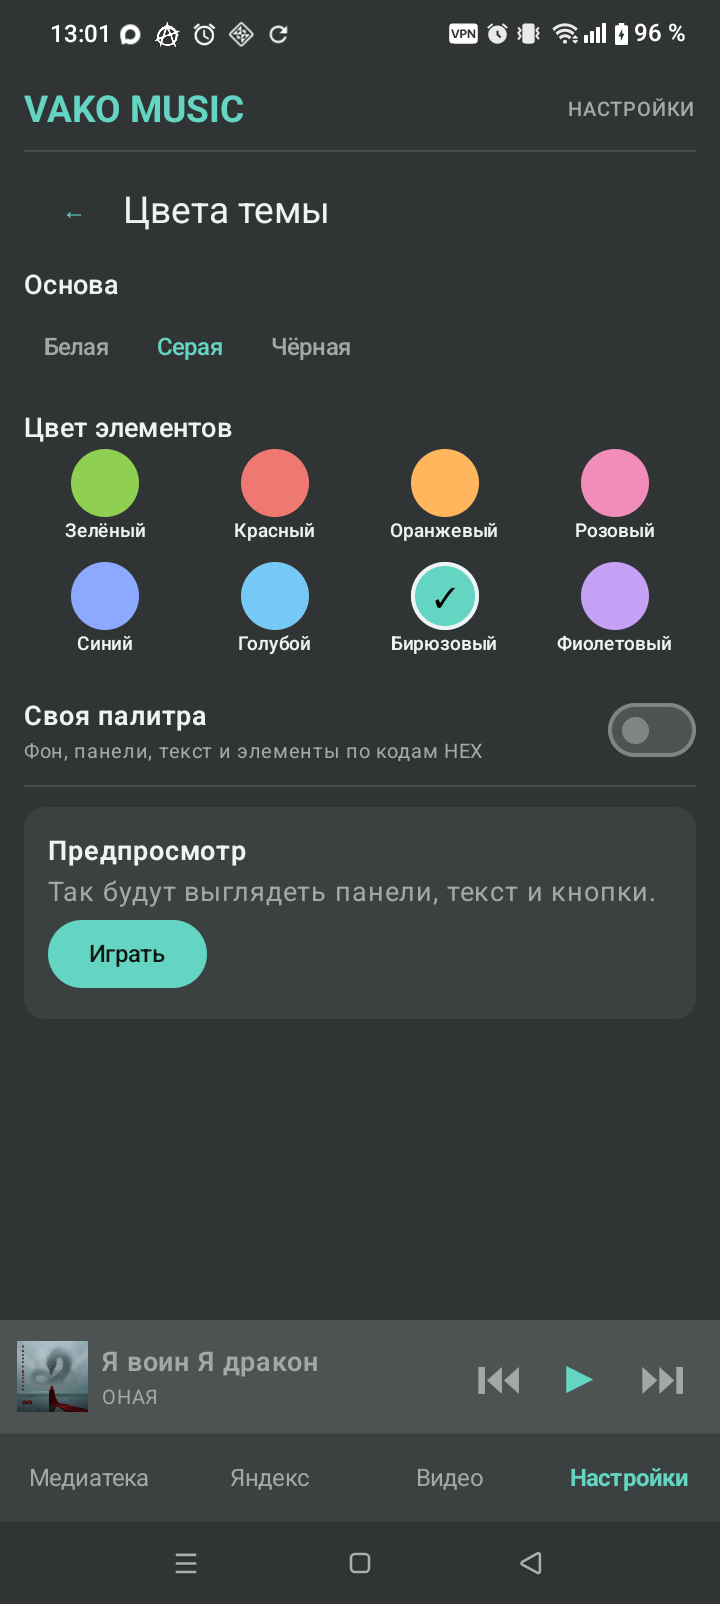 13:01 VPN 96 %
VAKO MUSIC НАСТРОЙКИ
← Цвета темы
Основа
Белая Серая Чёрная
Цвет элементов
Зелёный Красный Оранжевый Розовый
Синий Голубой Бирюзовый Фиолетовый
Своя палитра
Фон, панели, текст и элементы по кодам HEX
Предпросмотр
Так будут выглядеть панели, текст и кнопки.
Играть
Я воин Я дракон
ОНАЯ
Медиатека Яндекс Видео Настройки